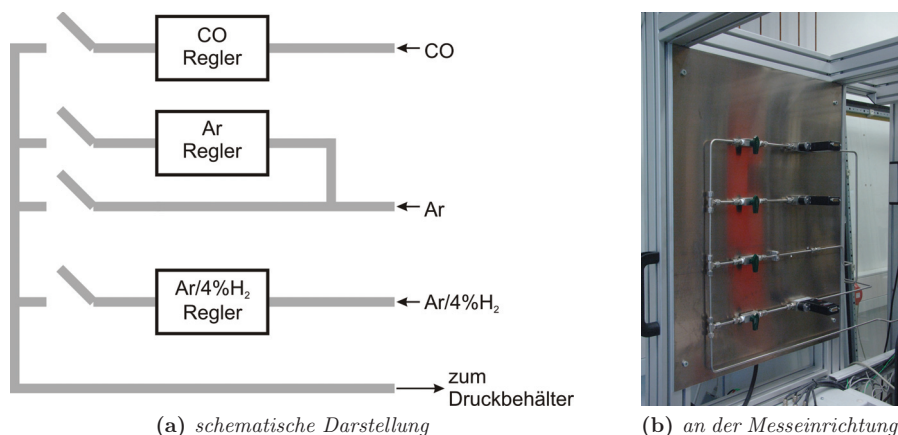 CO
Regler
CO
Ar
Regler
Ar
Ar/4%H₂
Regler
Ar/4%H₂
zum
Druckbehälter
(a) schematische Darstellung
(b) an der Messeinrichtung